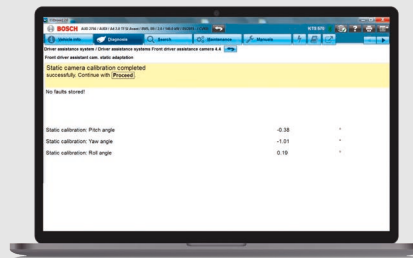 BOSCH
Vehicle info Diagnosis Search Maintenance Manuals
Driver assistance system / Driver assistance systems Front driver assistance camera 4.4
Front driver assistant cam. static adaptation
Static camera calibration completed
successfully. Continue with Proceed.
No faults stored!
Static calibration: Pitch angle -0.38 °
Static calibration: Yaw angle -1.01 °
Static calibration: Roll angle 0.19 °